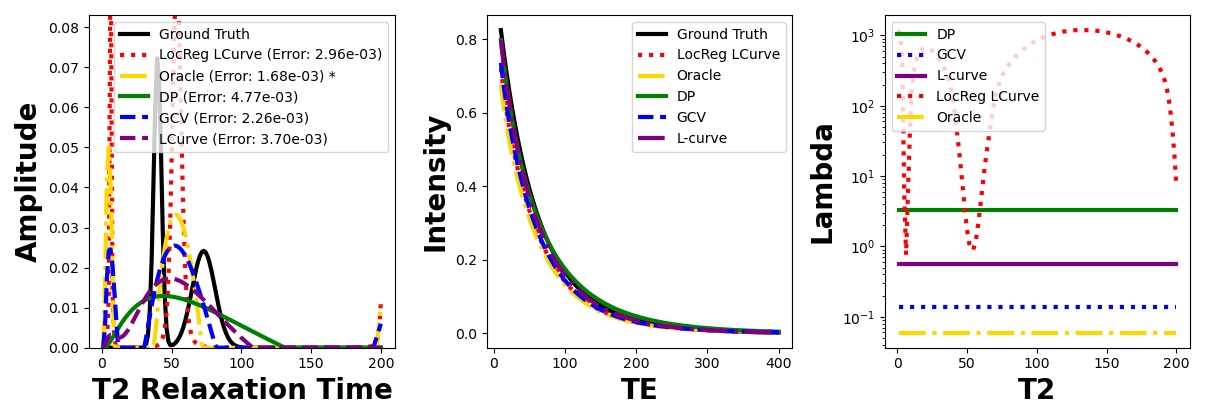 Amplitude
0.08
0.07
0.06
0.05
0.04
0.03
0.02
0.01
0.00
Ground Truth
LocReg LCurve (Error: 2.96e-03)
Oracle (Error: 1.68e-03) *
DP (Error: 4.77e-03)
GCV (Error: 2.26e-03)
LCurve (Error: 3.70e-03)
0 50 100 150 200
T2 Relaxation Time
Intensity
0.8
0.6
0.4
0.2
0.0
Ground Truth
LocReg LCurve
Oracle
DP
GCV
L-curve
0 100 200 300 400
TE
Lambda
10³
10²
10¹
10⁰
10⁻¹
DP
GCV
L-curve
LocReg LCurve
Oracle
0 50 100 150 200
T2